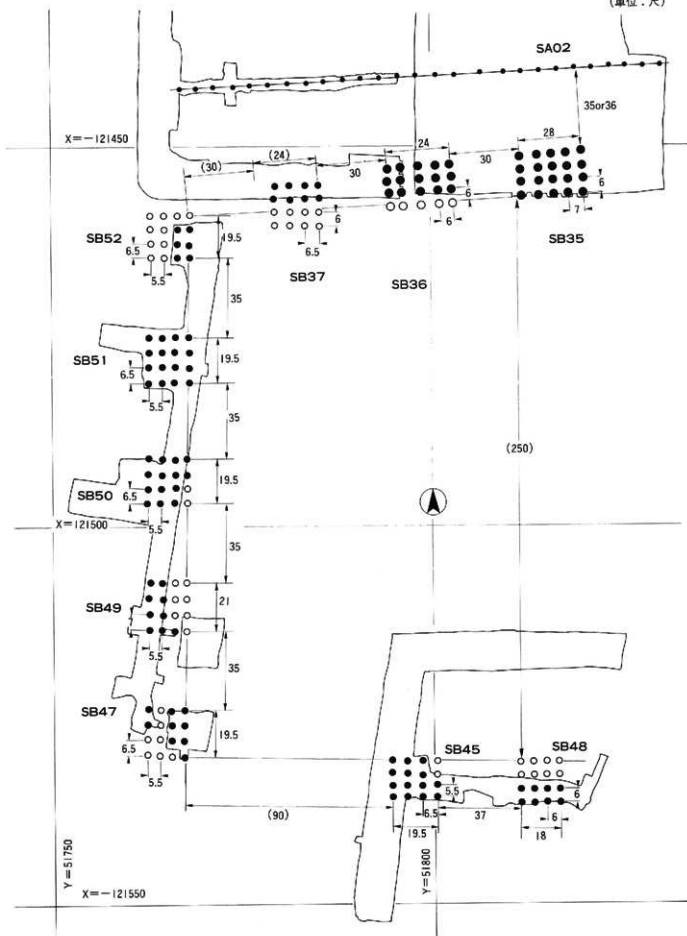 (単位：尺)
SA02
35or36
X=-121450
24
28
(24)
30
30
(30)
6
6
SB52
6
6
7
19.5
6.5
6.5
SB35
SB37
5.5
SB36
35
SB51
19.5
6.5
5.5
35
(250)
SB50
19.5
6.5
5.5
X=-121500
35
SB49
21
5.5
35
SB47
19.5
SB45
SB48
6.5
5.5
5.5
6
(90)
6.5
37
6
19.5
18
Y=51750
Y=51800
X=-121550